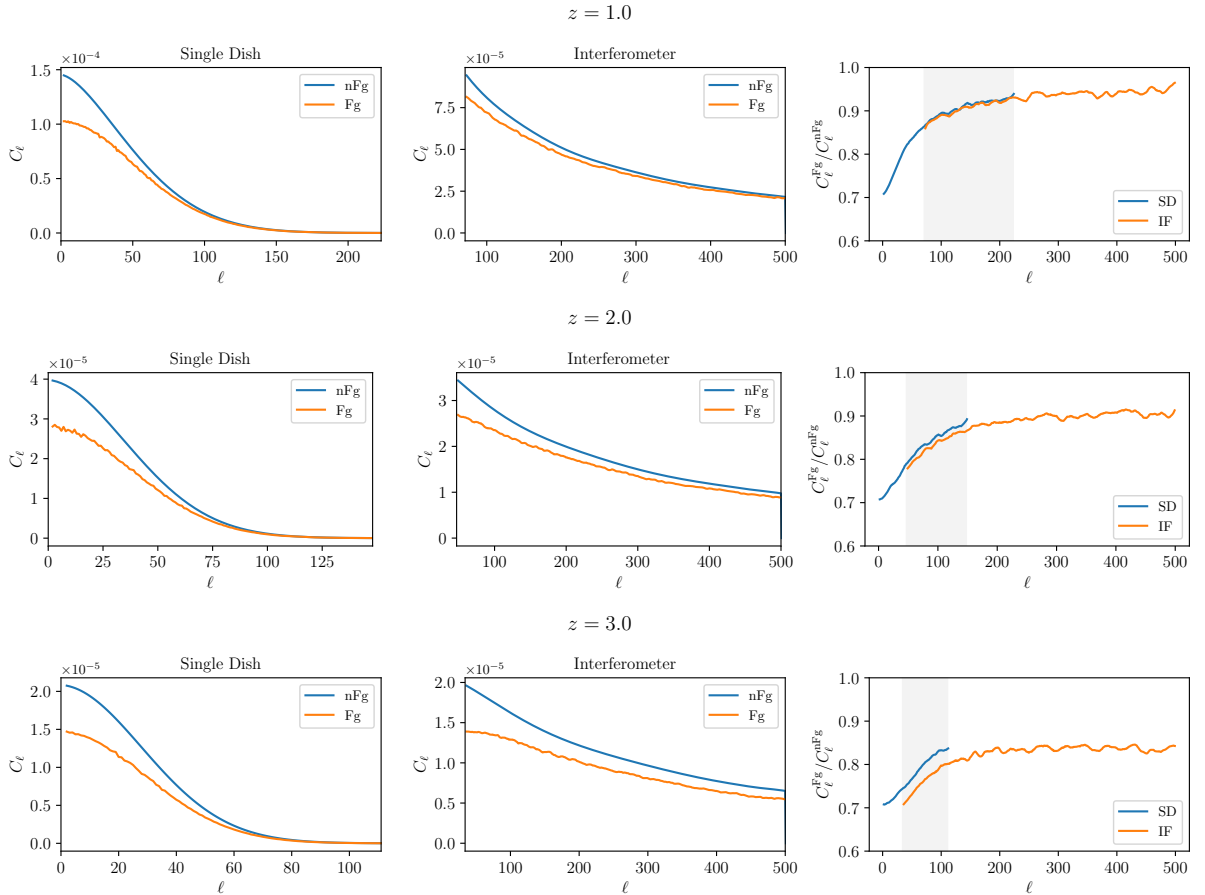 z = 1.0
Single Dish
×10⁻⁴
1.5
1.0
0.5
0.0
C_ℓ
0 50 100 150 200
ℓ
nFg
Fg
Interferometer
×10⁻⁵
7.5
5.0
2.5
0.0
C_ℓ
100 200 300 400 500
ℓ
nFg
Fg
1.0
0.9
0.8
0.7
0.6
C_ℓ^Fg/C_ℓ^nFg
0 100 200 300 400 500
ℓ
SD
IF
z = 2.0
Single Dish
×10⁻⁵
4
3
2
1
0
C_ℓ
0 25 50 75 100 125
ℓ
nFg
Fg
Interferometer
×10⁻⁵
3
2
1
0
C_ℓ
100 200 300 400 500
ℓ
nFg
Fg
1.0
0.9
0.8
0.7
0.6
C_ℓ^Fg/C_ℓ^nFg
0 100 200 300 400 500
ℓ
SD
IF
z = 3.0
Single Dish
×10⁻⁵
2.0
1.5
1.0
0.5
0.0
C_ℓ
0 20 40 60 80 100
ℓ
nFg
Fg
Interferometer
×10⁻⁵
2.0
1.5
1.0
0.5
0.0
C_ℓ
100 200 300 400 500
ℓ
nFg
Fg
1.0
0.9
0.8
0.7
0.6
C_ℓ^Fg/C_ℓ^nFg
0 100 200 300 400 500
ℓ
SD
IF